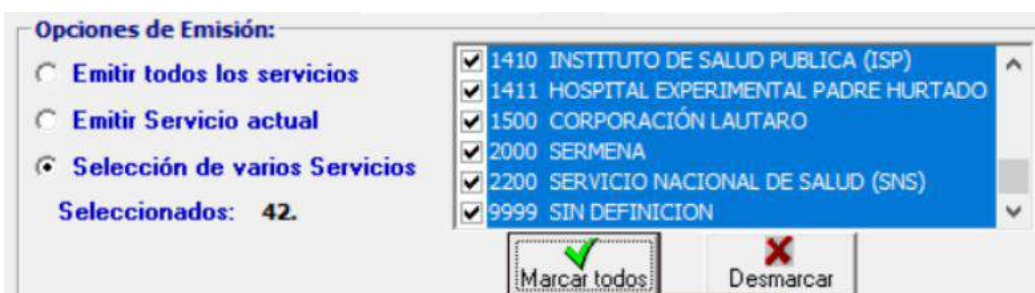 Opciones de Emisión:
Emitir todos los servicios
Emitir Servicio actual
Selección de varios Servicios
Seleccionados: 42.
1410 INSTITUTO DE SALUD PUBLICA (ISP)
1411 HOSPITAL EXPERIMENTAL PADRE HURTADO
1500 CORPORACIÓN LAUTARO
2000 SERMENA
2200 SERVICIO NACIONAL DE SALUD (SNS)
9999 SIN DEFINICION
Marcar todos
Desmarcar